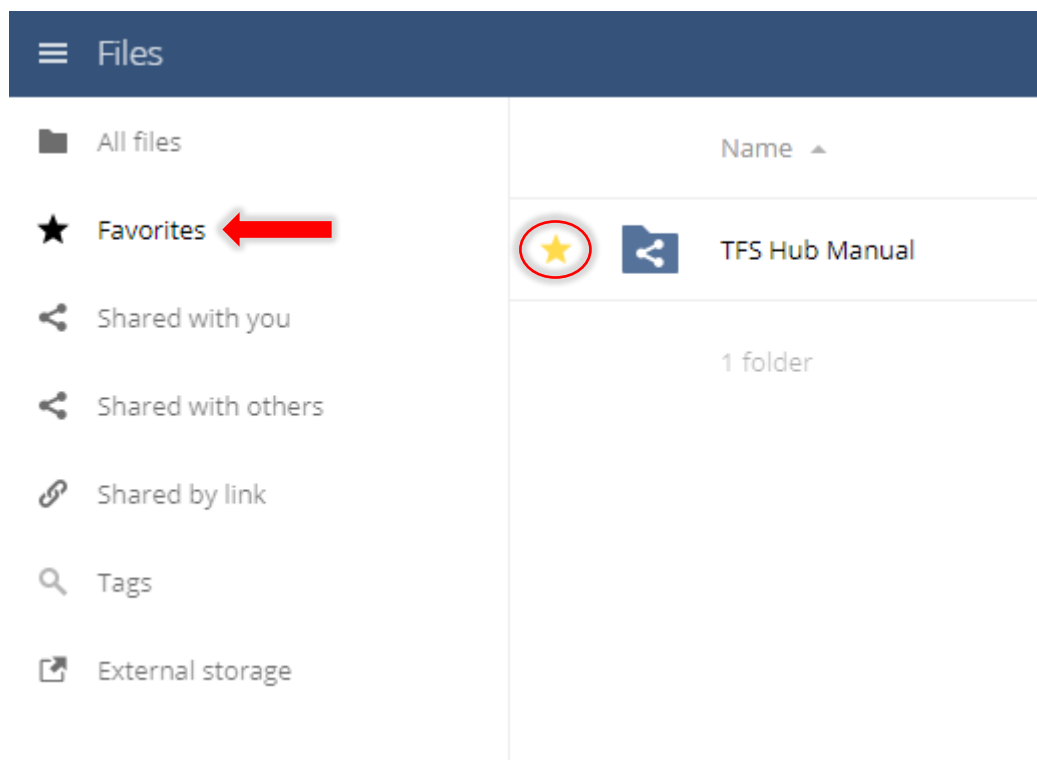 Files
All files
Favorites
Shared with you
Shared with others
Shared by link
Tags
External storage
Name
TFS Hub Manual
1 folder